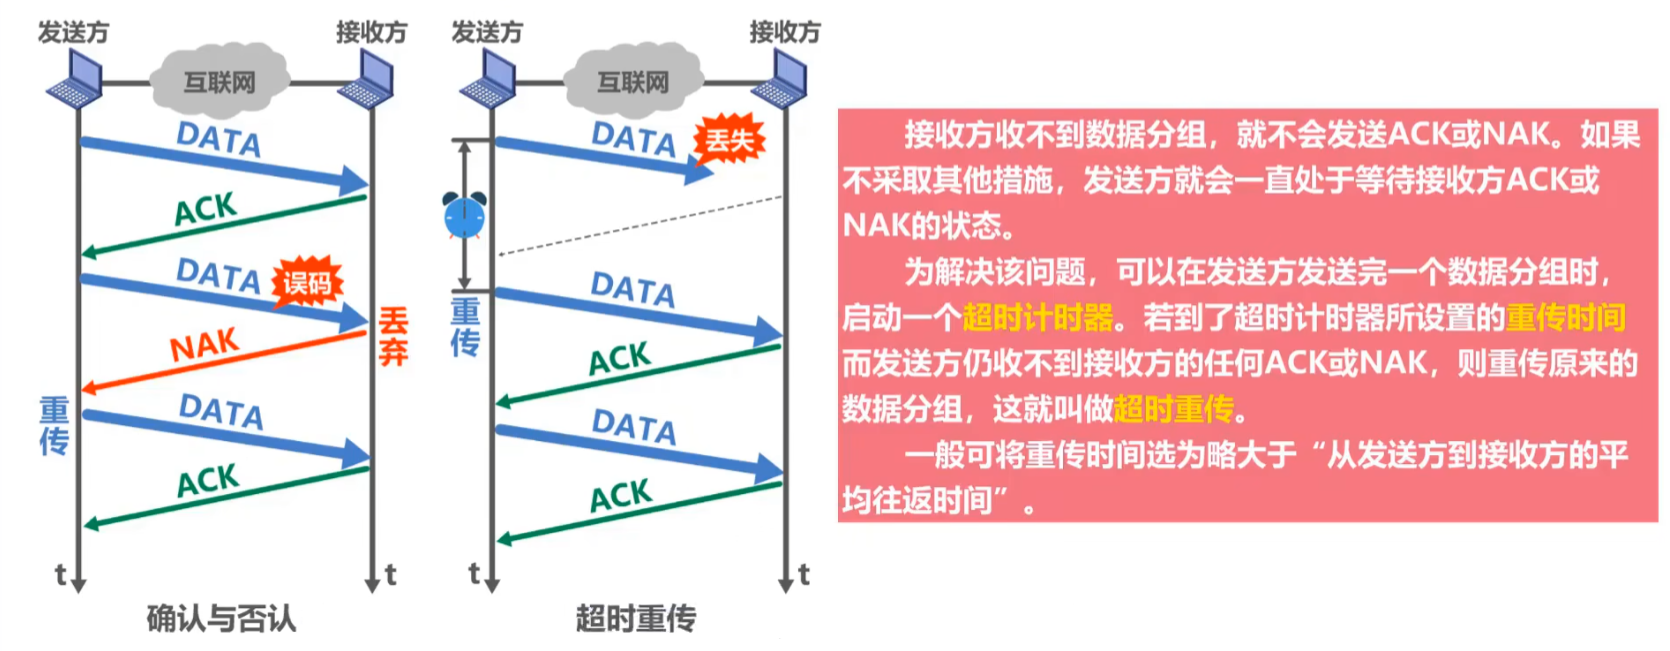 发送方
接收方
互联网
DATA
ACK
DATA
误码
丢弃
NAK
重传
DATA
ACK
t
t
确认与否认
发送方
接收方
互联网
DATA
丢失
重传
DATA
ACK
DATA
ACK
t
t
超时重传
接收方收不到数据分组，就不会发送ACK或NAK。如果
不采取其他措施，发送方就会一直处于等待接收方ACK或
NAK的状态。
为解决该问题，可以在发送方发送完一个数据分组时，
启动一个超时计时器。若到了超时计时器所设置的重传时间
而发送方仍收不到接收方的任何ACK或NAK，则重传原来的
数据分组，这就叫做超时重传。
一般可将重传时间选为略大于“从发送方到接收方的平
均往返时间”。